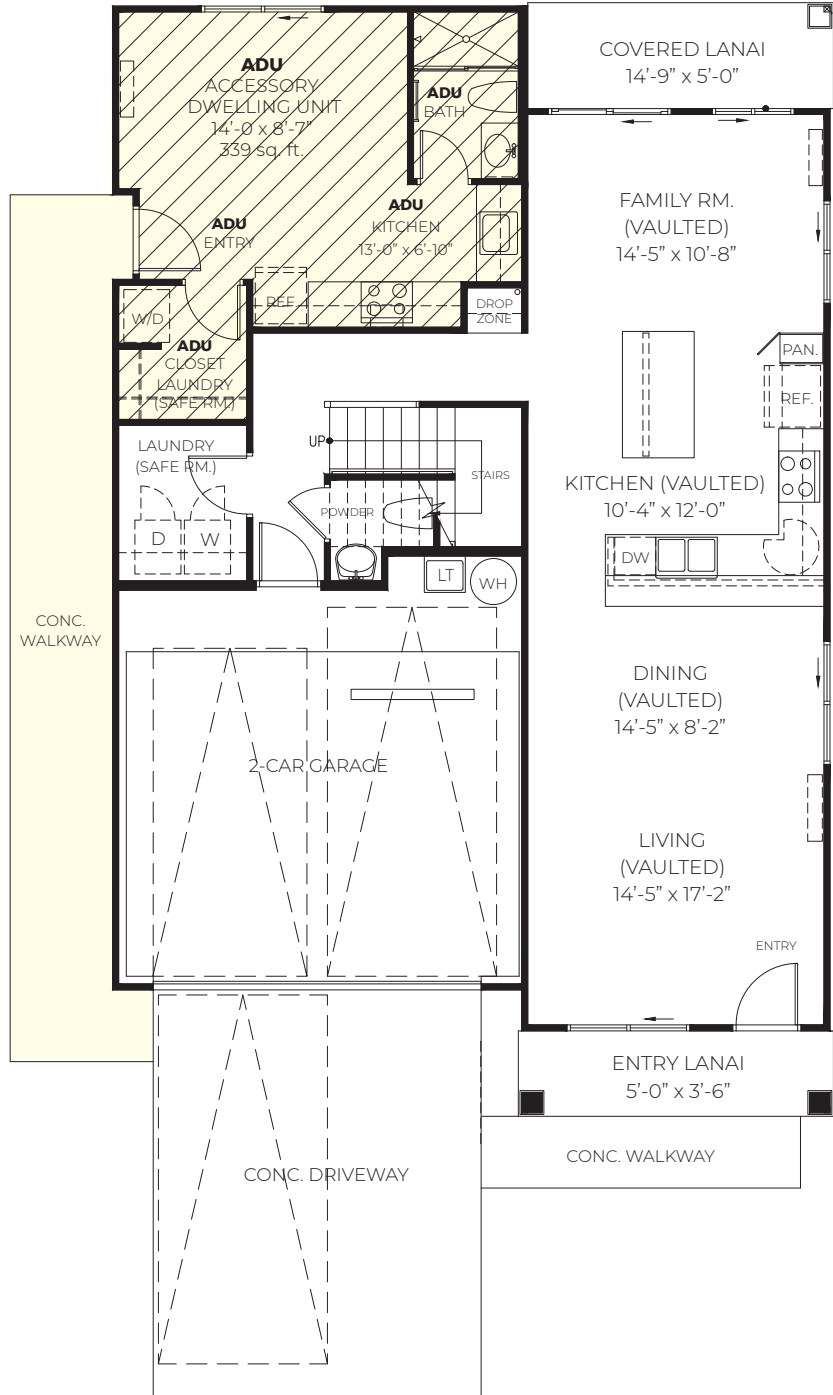 ADU
ACCESSORY
DWELLING UNIT
14'-0 x 8'-7"
339 sq. ft.
ADU
BATH
COVERED LANAI
14'-9" x 5'-0"
FAMILY RM.
(VAULTED)
14'-5" x 10'-8"
ADU
ENTRY
ADU
KITCHEN
13'-0" x 6'-10"
REF.
DROP
ZONE
W/D
ADU
CLOSET
LAUNDRY
(SAFE RM.)
PAN.
REF.
UP
STAIRS
LAUNDRY
(SAFE RM.)
D
W
POWDER
KITCHEN (VAULTED)
10'-4" x 12'-0"
DW
LT
WH
CONC.
WALKWAY
DINING
(VAULTED)
14'-5" x 8'-2"
2-CAR GARAGE
LIVING
(VAULTED)
14'-5" x 17'-2"
ENTRY
ENTRY LANAI
5'-0" x 3'-6"
CONC. WALKWAY
CONC. DRIVEWAY